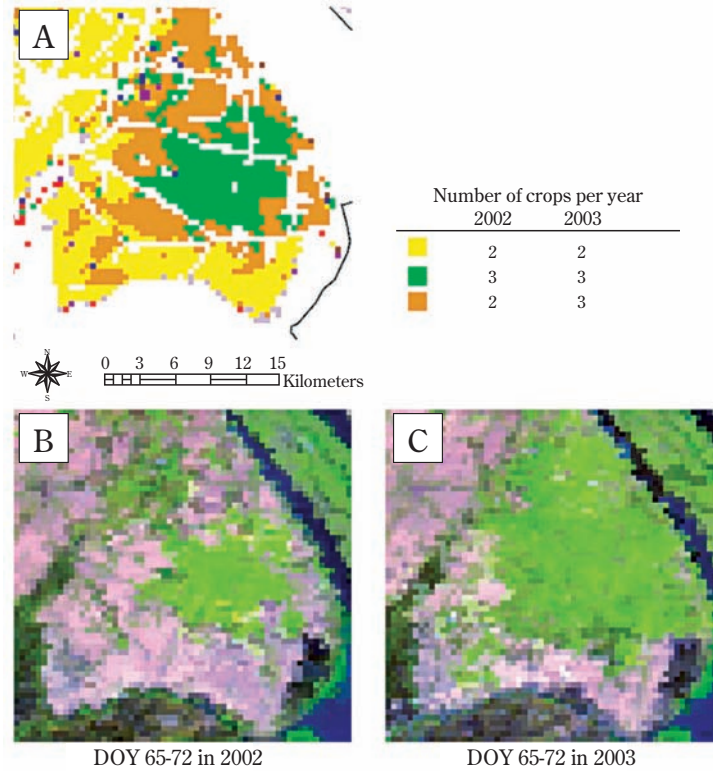 A
Number of crops per year
2002 2003
2 2
3 3
2 3
N
W E
S
0 3 6 9 12 15
Kilometers
B
C
DOY 65-72 in 2002
DOY 65-72 in 2003